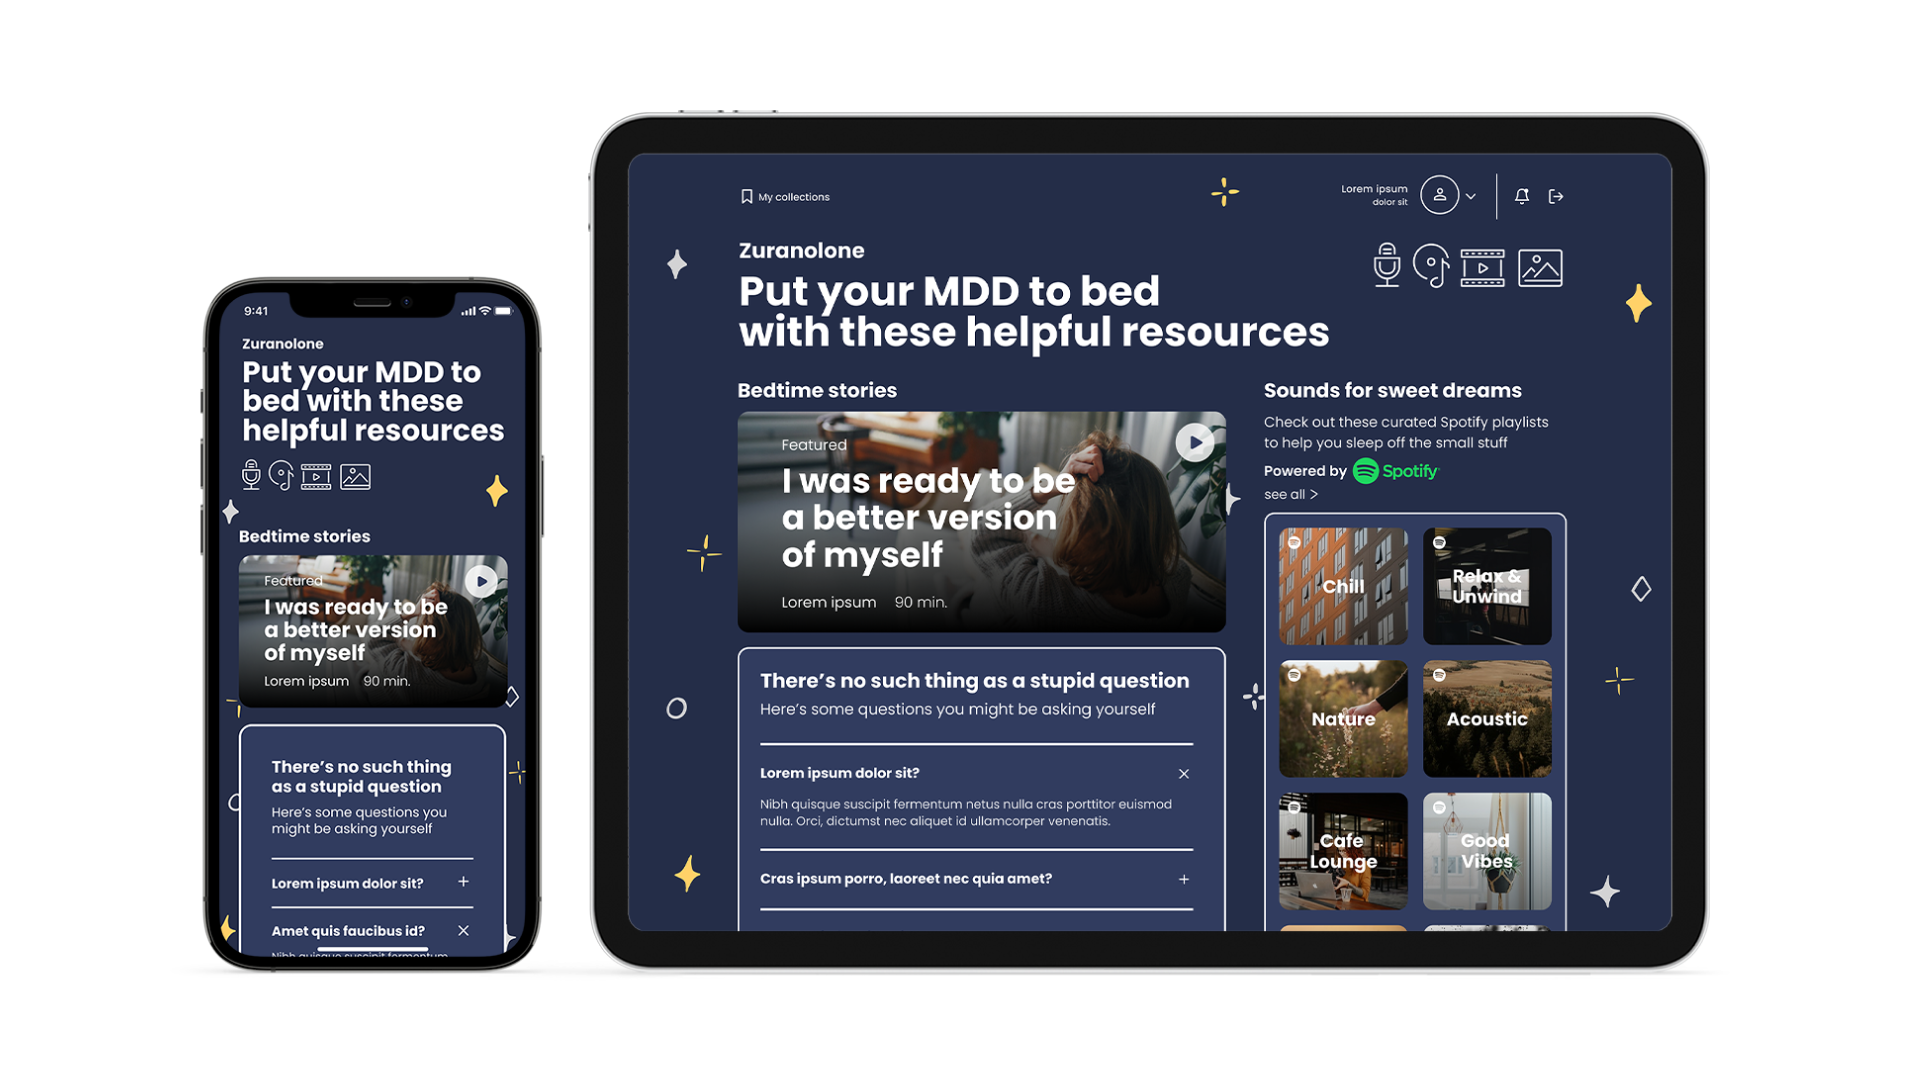 9:41
Zuranolone
Put your MDD to
bed with these
helpful resources
Bedtime stories
Featured
I was ready to be
a better version
of myself
Lorem ipsum 90 min.
There's no such thing
as a stupid question
Here's some questions you
might be asking yourself
Lorem ipsum dolor sit?
Amet quis faucibus id?
Nibh quisque suscipit fermentum
My collections
Lorem ipsum
dolor sit
Zuranolone
Put your MDD to bed
with these helpful resources
Bedtime stories
Featured
I was ready to be
a better version
of myself
Lorem ipsum 90 min.
There's no such thing as a stupid question
Here's some questions you might be asking yourself
Lorem ipsum dolor sit?
Nibh quisque suscipit fermentum netus nulla cras porttitor euismod
nulla. Orci, dictumst nec aliquet id ullamcorper venenatis.
Cras ipsum porro, laoreet nec quia amet?
Sounds for sweet dreams
Check out these curated Spotify playlists
to help you sleep off the small stuff
Powered by Spotify
see all >
Chill
Relax &
Unwind
Nature
Acoustic
Cafe
Lounge
Good
Vibes